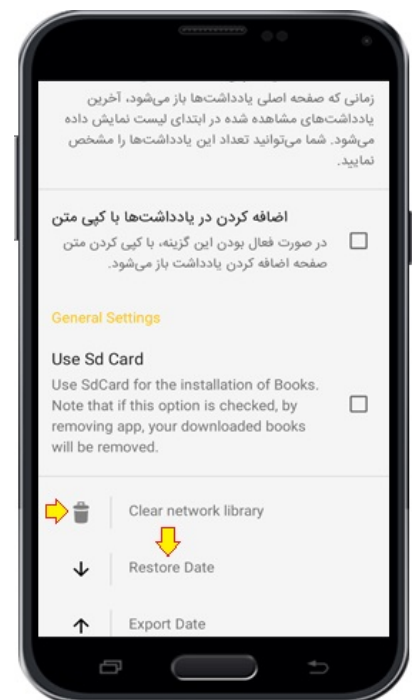 زمانی که صفحه اصلی یادداشت‌ها باز می‌شود، آخرین
یادداشت‌های مشاهده شده در ابتدای لیست نمایش داده
می‌شود. شما می‌توانید تعداد این یادداشت‌ها را مشخص
نمایید.
اضافه کردن در یادداشت‌ها با کپی متن
در صورت فعال بودن این گزینه، با کپی کردن متن
صفحه اضافه کردن یادداشت باز می‌شود.
General Settings
Use Sd Card
Use SdCard for the installation of Books.
Note that if this option is checked, by
removing app, your downloaded books
will be removed.
Clear network library
Restore Date
Export Date